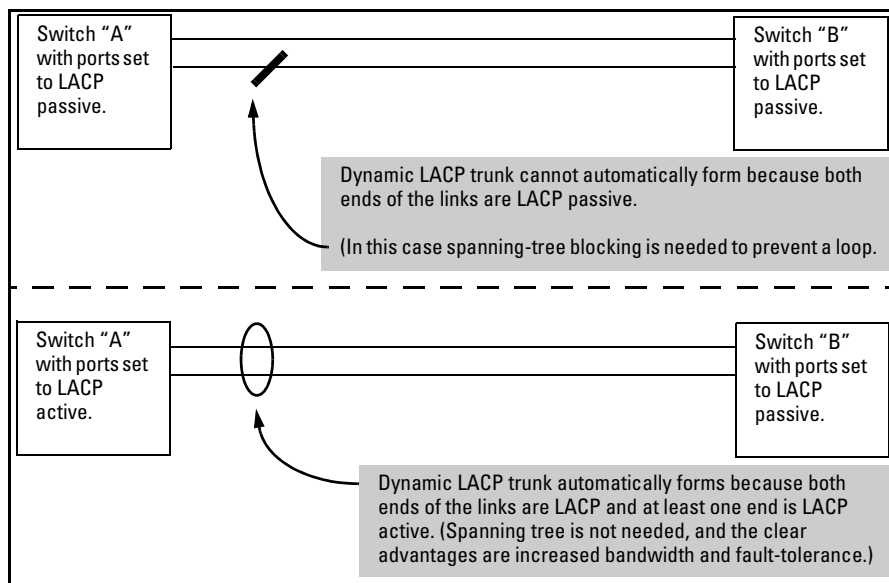 Switch “A”
with ports set
to LACP
passive.
Switch “B”
with ports set
to LACP
passive.
Dynamic LACP trunk cannot automatically form because both
ends of the links are LACP passive.
(In this case spanning-tree blocking is needed to prevent a loop.
Switch “A”
with ports set
to LACP
active.
Switch “B”
with ports set
to LACP
passive.
Dynamic LACP trunk automatically forms because both
ends of the links are LACP and at least one end is LACP
active. (Spanning tree is not needed, and the clear
advantages are increased bandwidth and fault-tolerance.)